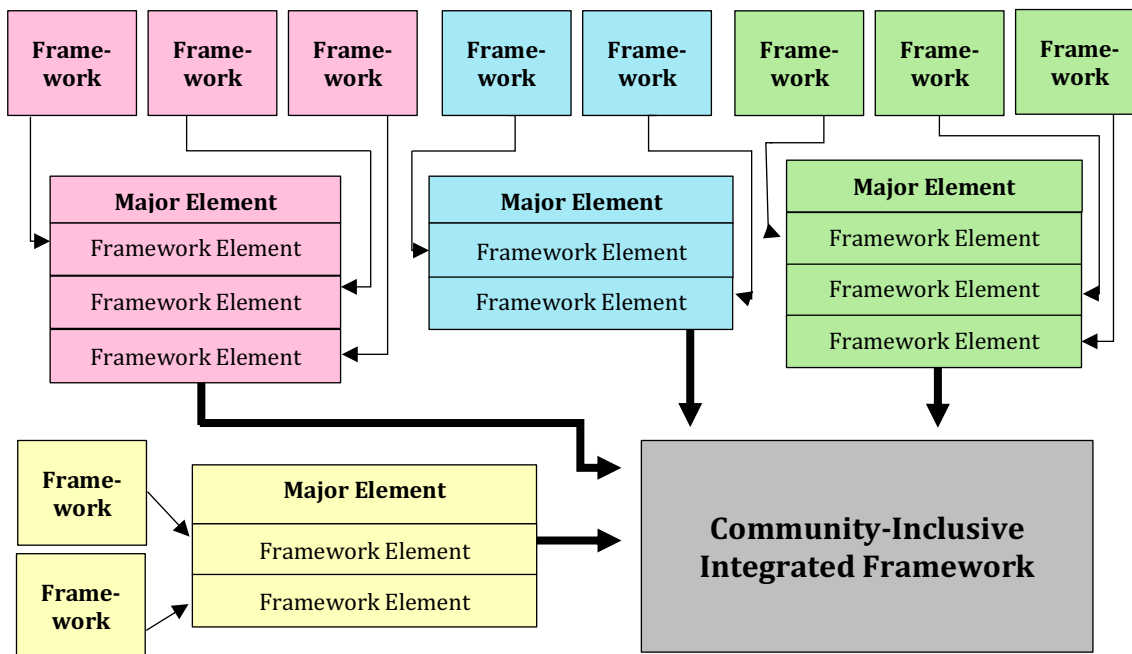 Frame-
work
Frame-
work
Frame-
work
Frame-
work
Frame-
work
Frame-
work
Frame-
work
Frame-
work
Major Element
Framework Element
Framework Element
Framework Element
Major Element
Framework Element
Framework Element
Major Element
Framework Element
Framework Element
Framework Element
Frame-
work
Frame-
work
Major Element
Framework Element
Framework Element
Community-Inclusive
Integrated Framework